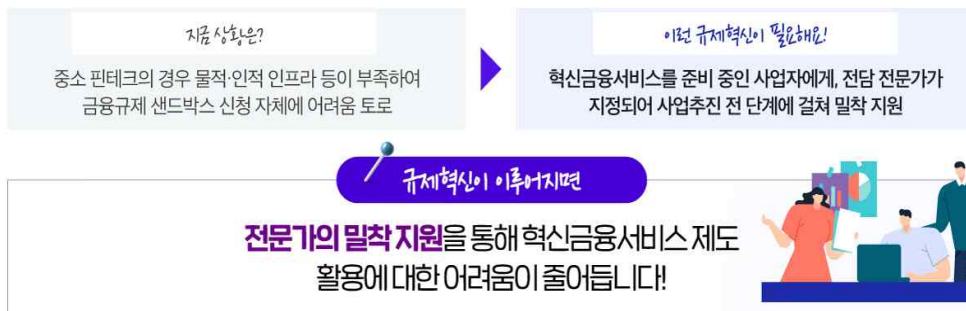 지금 상황은?
중소 핀테크의 경우 물적·인적 인프라 등이 부족하여
금융규제 샌드박스 신청 자체에 어려움 토로
이런 규제혁신이 필요해요!
혁신금융서비스를 준비 중인 사업자에게, 전담 전문가가
지정되어 사업추진 전 단계에 걸쳐 밀착 지원
규제혁신이 이루어지면
전문가의 밀착 지원을 통해 혁신금융서비스 제도
활용에 대한 어려움이 줄어듭니다!